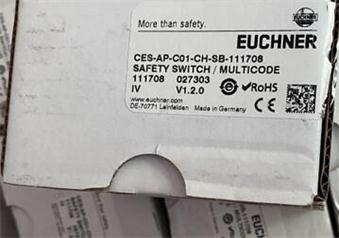 More than safety.
EUCHNER
EUCHNER
CES-AP-C01-CH-SB-111708
SAFETY SWITCH / MULTICODE
111708 027303
IV V1.2.0
RoHS
www.euchner.com
DE-70771 Leinfelden Made in Germany